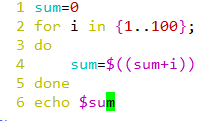 1 sum=0
2 for i in {1..100};
3 do
4     sum=$((sum+i))
5 done
6 echo $sum